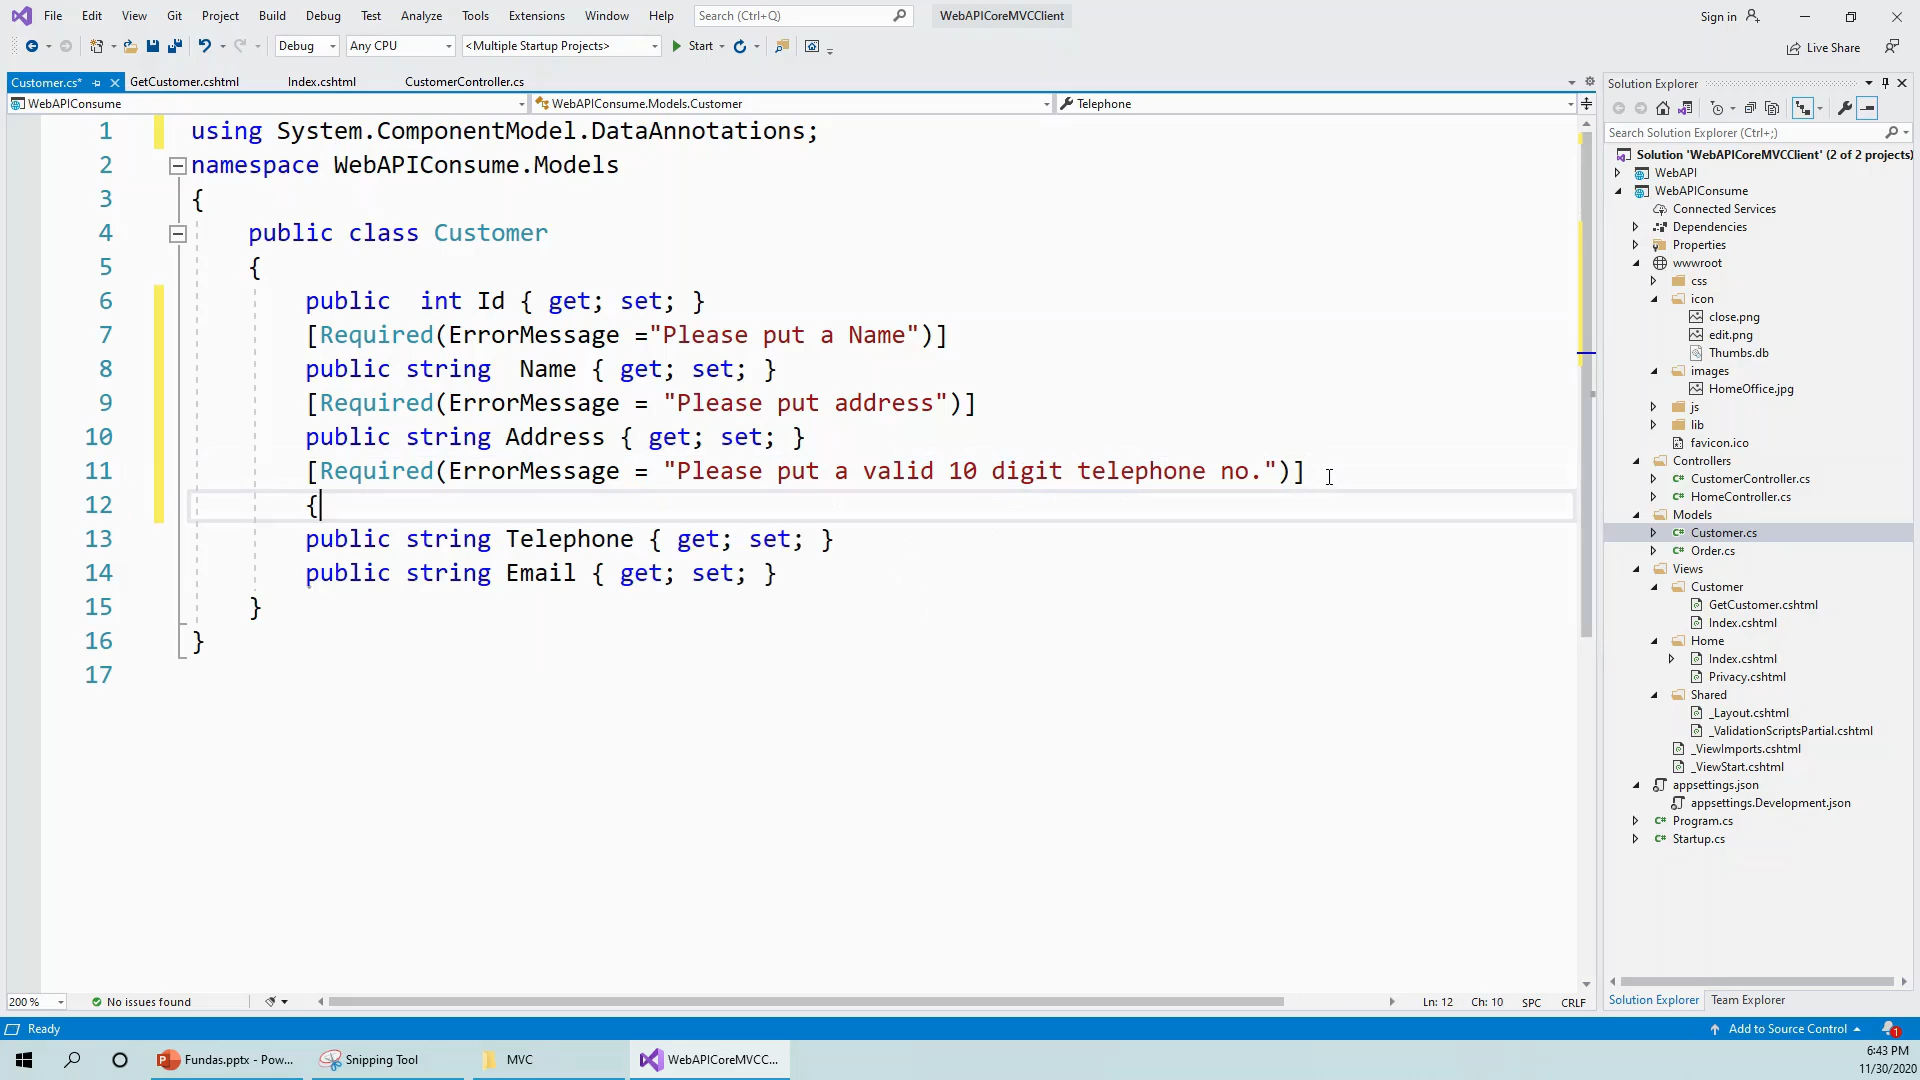 File Edit View Git Project Build Debug Test Analyze Tools Extensions Window Help Search (Ctrl+Q) WebAPICoreMVCClient Sign in
Debug Any CPU <Multiple Startup Projects> Start Live Share
Customer.cs* GetCustomer.cshtml Index.cshtml CustomerController.cs
WebAPIConsume WebAPIConsume.Models.Customer Telephone
1 using System.ComponentModel.DataAnnotations;
2 namespace WebAPIConsume.Models
3 {
4 public class Customer
5 {
6 public  int Id { get; set; }
7 [Required(ErrorMessage ="Please put a Name")]
8 public string  Name { get; set; }
9 [Required(ErrorMessage = "Please put address")]
10 public string Address { get; set; }
11 [Required(ErrorMessage = "Please put a valid 10 digit telephone no.")]
12 {
13 public string Telephone { get; set; }
14 public string Email { get; set; }
15 }
16 }
17
200 % No issues found Ln: 12 Ch: 10 SPC CRLF
Solution Explorer
Search Solution Explorer (Ctrl+;)
Solution 'WebAPICoreMVCClient' (2 of 2 projects)
WebAPI
WebAPIConsume
Connected Services
Dependencies
Properties
wwwroot
css
icon
close.png
edit.png
Thumbs.db
images
HomeOffice.jpg
js
lib
favicon.ico
Controllers
CustomerController.cs
HomeController.cs
Models
Customer.cs
Order.cs
Views
Customer
GetCustomer.cshtml
Index.cshtml
Home
Index.cshtml
Privacy.cshtml
Shared
_Layout.cshtml
_ValidationScriptsPartial.cshtml
_ViewImports.cshtml
_ViewStart.cshtml
appsettings.json
appsettings.Development.json
Program.cs
Startup.cs
Solution Explorer Team Explorer
Ready Add to Source Control 1
Fundas.pptx - Pow... Snipping Tool MVC WebAPICoreMVCC...
6:43 PM
11/30/2020